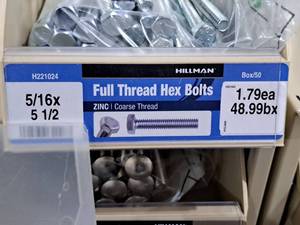 HILLMAN
H221024
Full Thread Hex Bolts
Box/50
5/16x
5 1/2
ZINC | Coarse Thread
1.79ea
48.99bx
HILLMAN